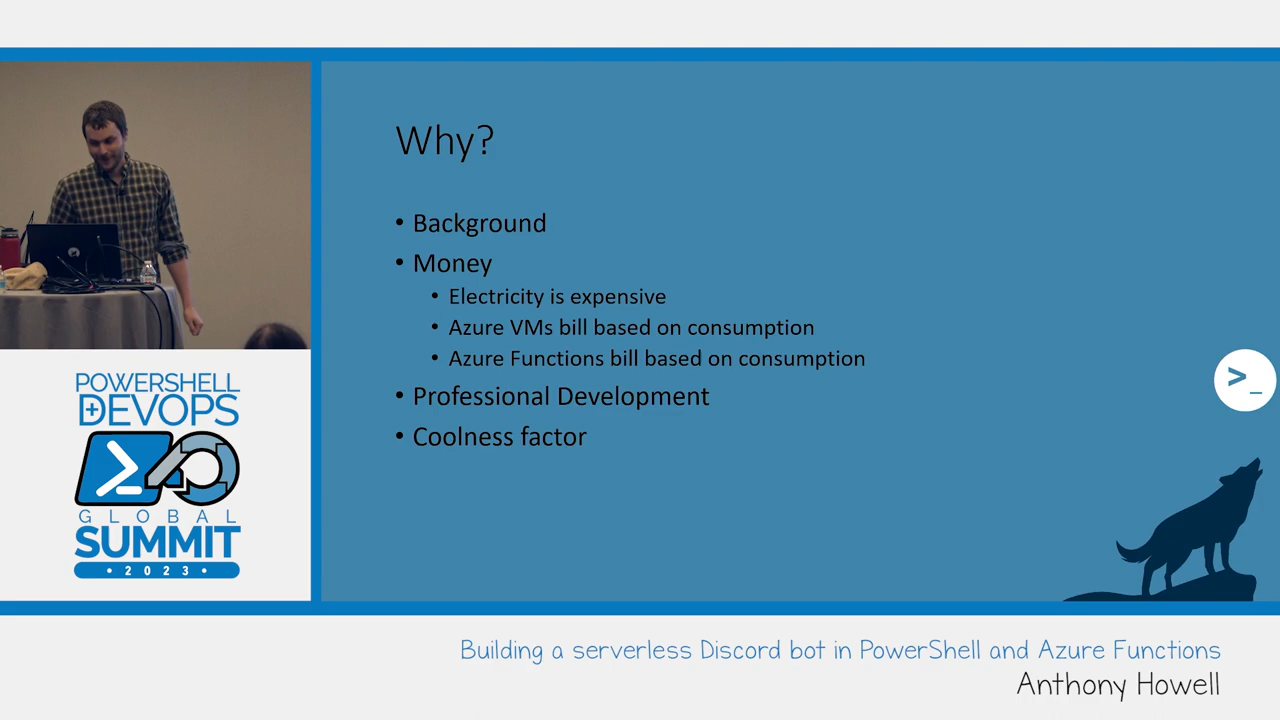 Why?
• Background
• Money
• Electricity is expensive
• Azure VMs bill based on consumption
• Azure Functions bill based on consumption
• Professional Development
• Coolness factor
>_
POWERSHELL
+DEVOPS
GLOBAL
SUMMIT
• 2023 •
Building a serverless Discord bot in PowerShell and Azure Functions
Anthony Howell